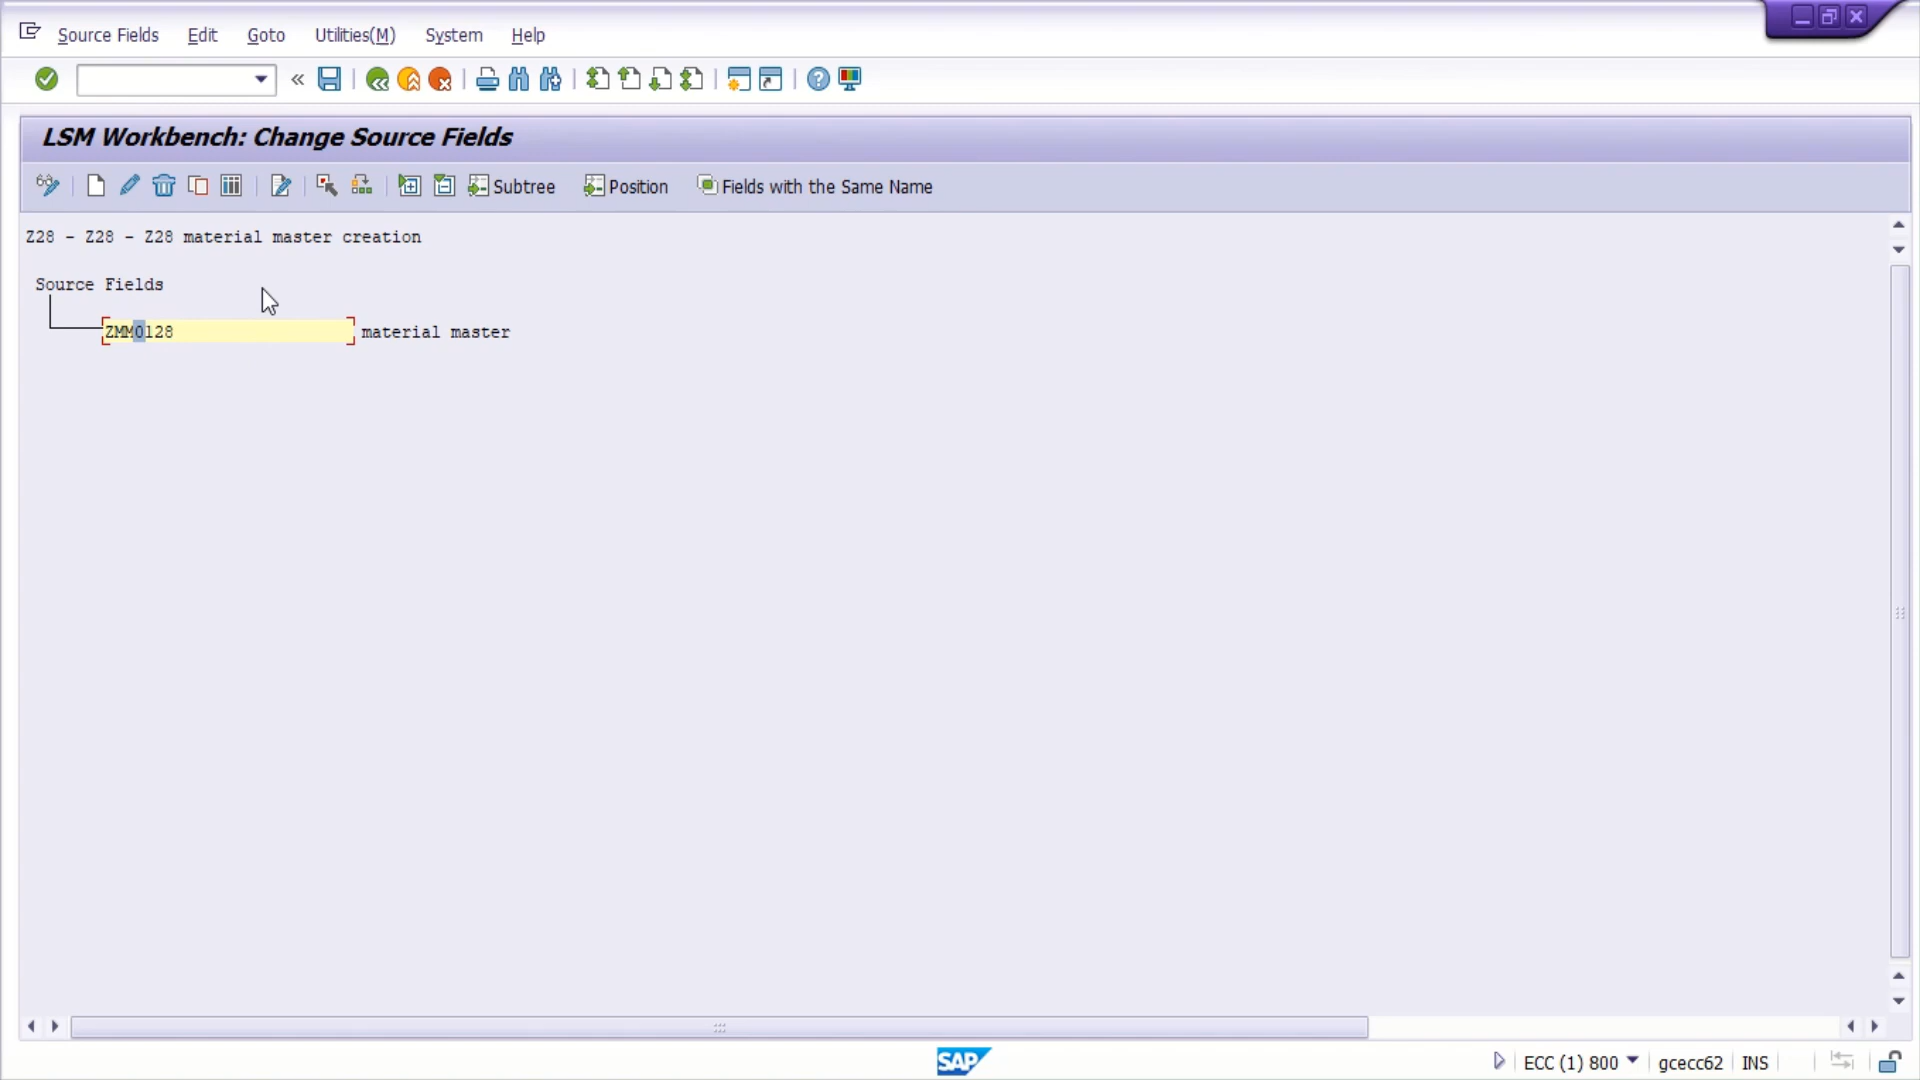 Source Fields Edit Goto Utilities(M) System Help
LSM Workbench: Change Source Fields
Subtree Position Fields with the Same Name
Z28 - Z28 - Z28 material master creation
Source Fields
ZMM0128 material master
SAP ECC (1) 800 gcecc62 INS